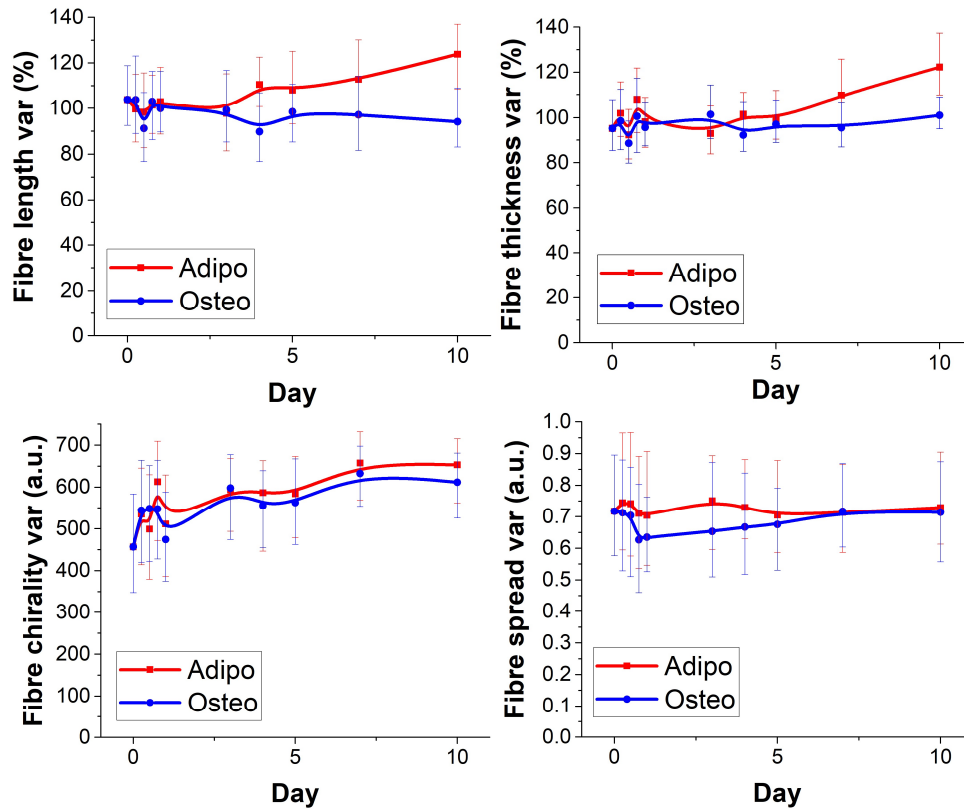 Fibre length var (%)
140
120
100
80
60
40
20
0
Adipo
Osteo
0
5
10
Day
Fibre thickness var (%)
140
120
100
80
60
40
20
0
Adipo
Osteo
0
5
10
Day
Fibre chirality var (a.u.)
700
600
500
400
300
200
100
0
Adipo
Osteo
0
5
10
Day
Fibre spread var (a.u.)
1.0
0.9
0.8
0.7
0.6
0.5
0.4
0.3
0.2
0.1
0.0
Adipo
Osteo
0
5
10
Day